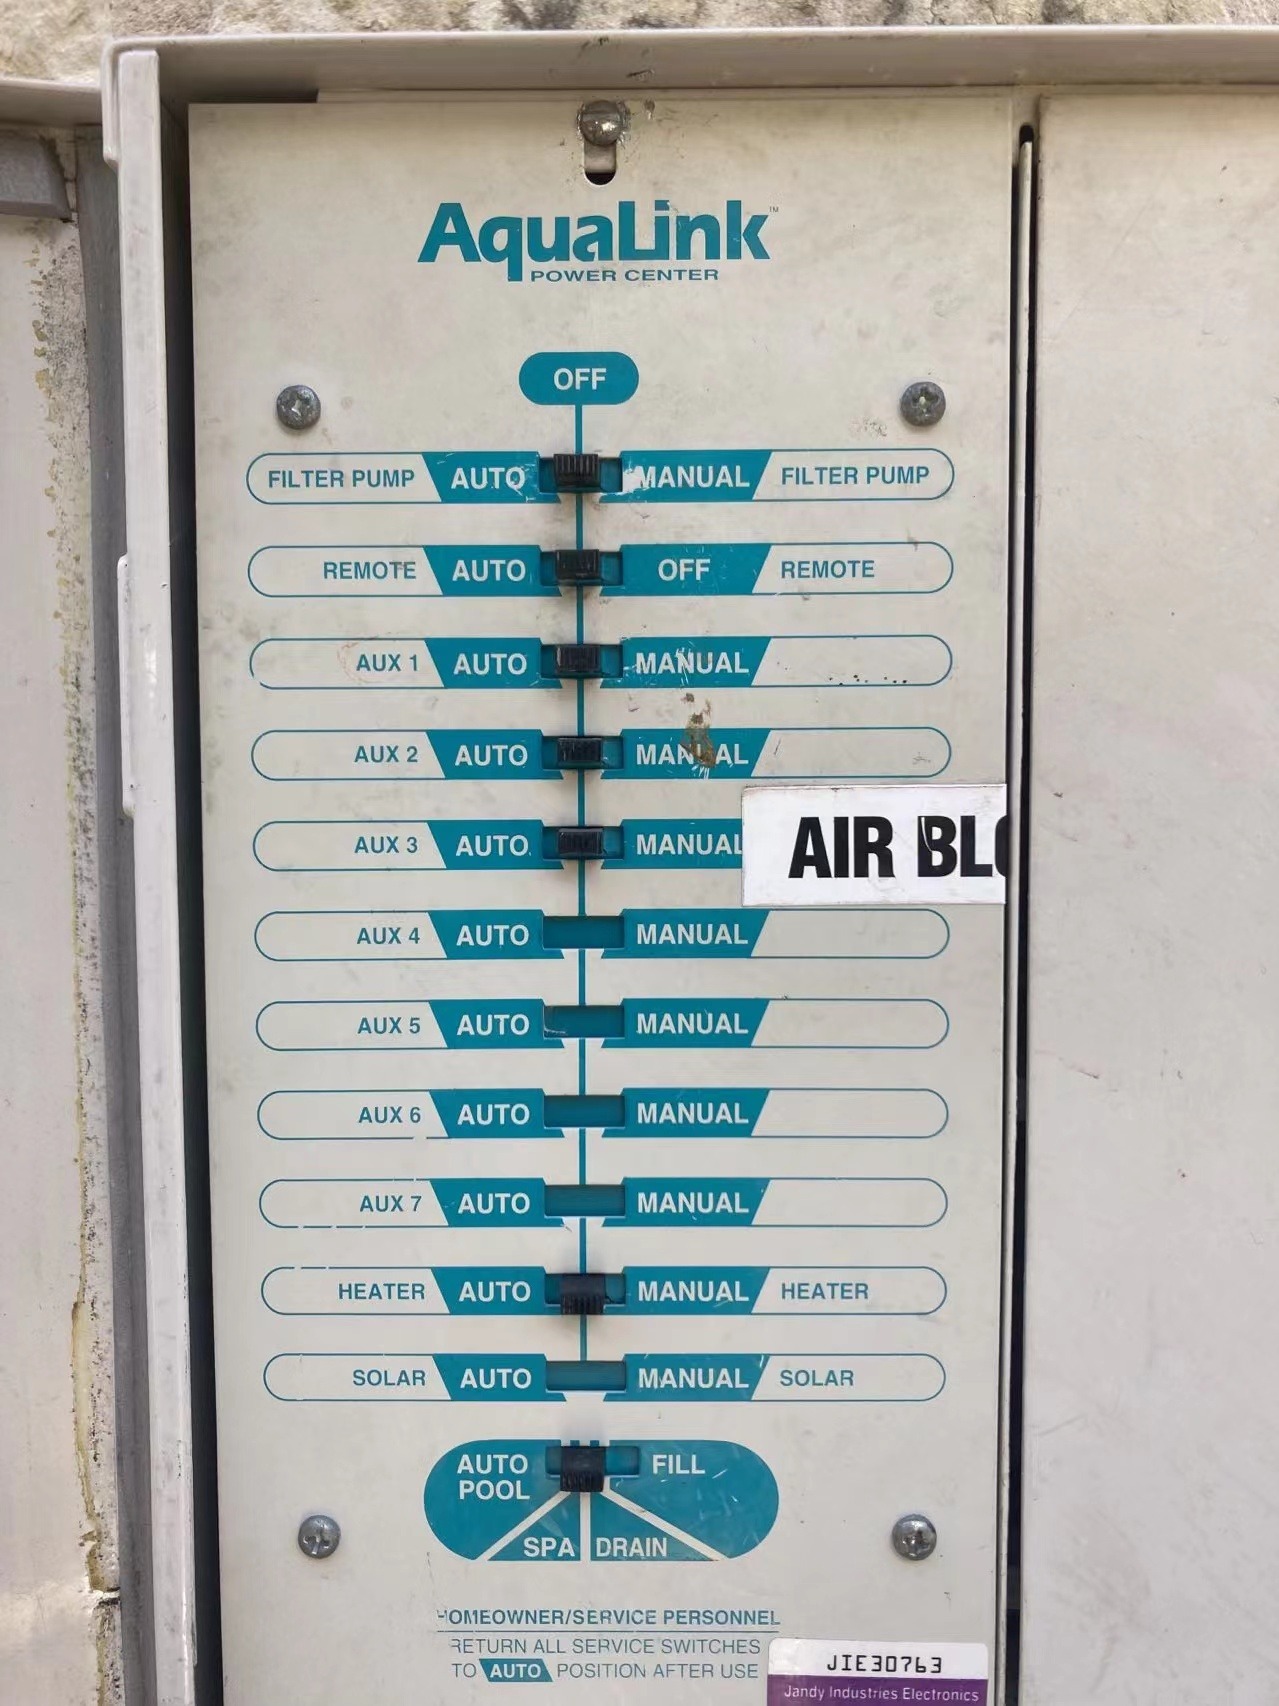 AquaLink™
POWER CENTER
OFF
FILTER PUMP AUTO MANUAL FILTER PUMP
REMOTE AUTO OFF REMOTE
AUX 1 AUTO MANUAL
AUX 2 AUTO MANUAL
AUX 3 AUTO MANUAL
AIR BLO
AUX 4 AUTO MANUAL
AUX 5 AUTO MANUAL
AUX 6 AUTO MANUAL
AUX 7 AUTO MANUAL
HEATER AUTO MANUAL HEATER
SOLAR AUTO MANUAL SOLAR
AUTO FILL
POOL
SPA DRAIN
HOMEOWNER/SERVICE PERSONNEL
RETURN ALL SERVICE SWITCHES
TO AUTO POSITION AFTER USE
JIE30763
Jandy Industries Electronics